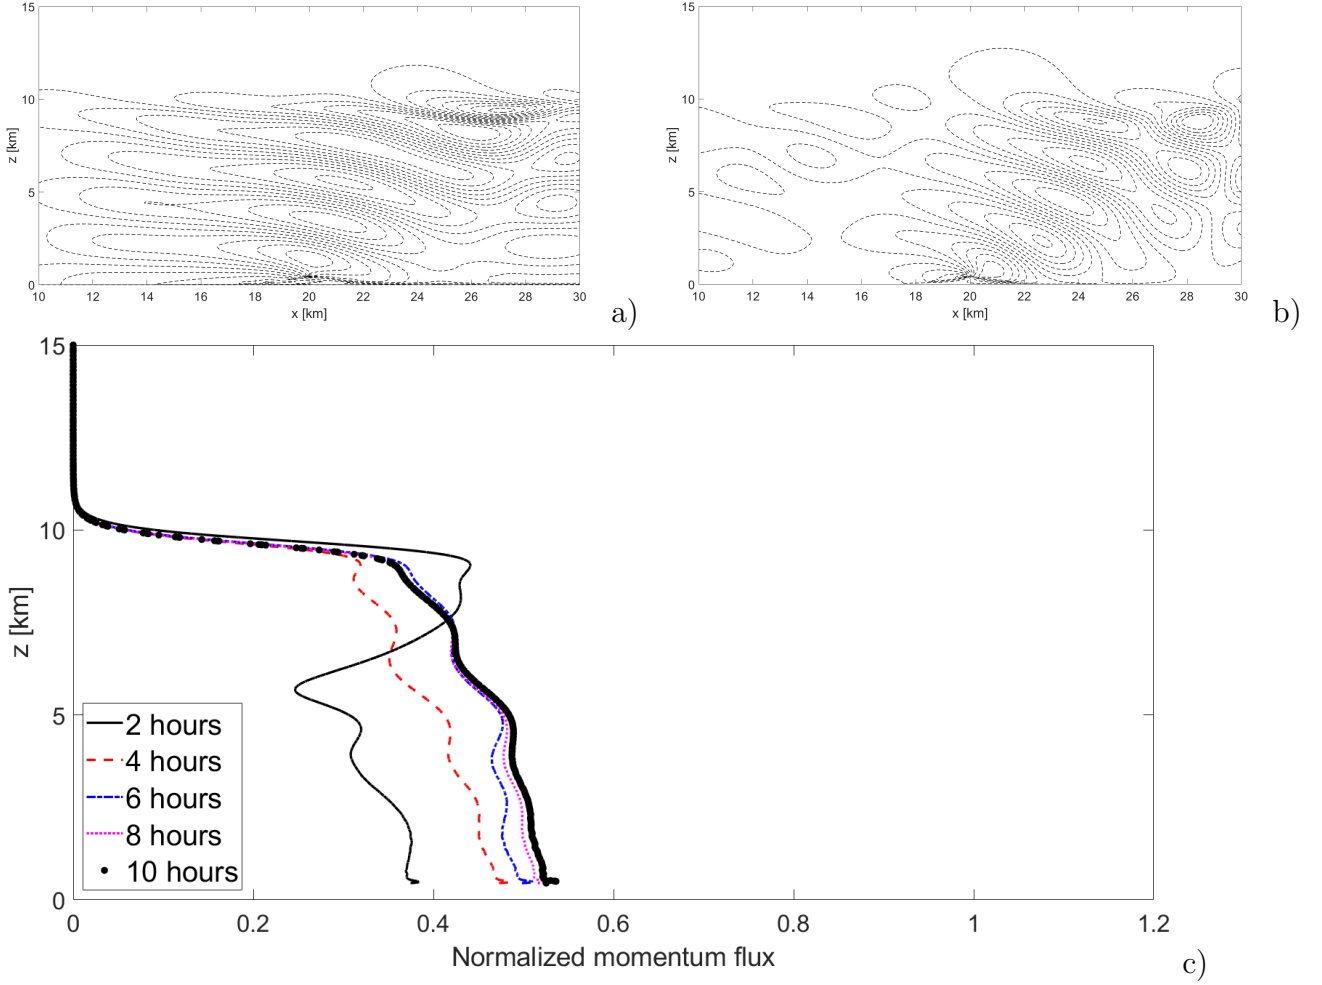 15
10
5
0
z [km]
10 12 14 16 18 20 22 24 26 28 30
x [km]
a)
15
10
5
0
z [km]
10 12 14 16 18 20 22 24 26 28 30
x [km]
b)
15
10
5
0
z [km]
2 hours
4 hours
6 hours
8 hours
10 hours
0 0.2 0.4 0.6 0.8 1 1.2
Normalized momentum flux
c)